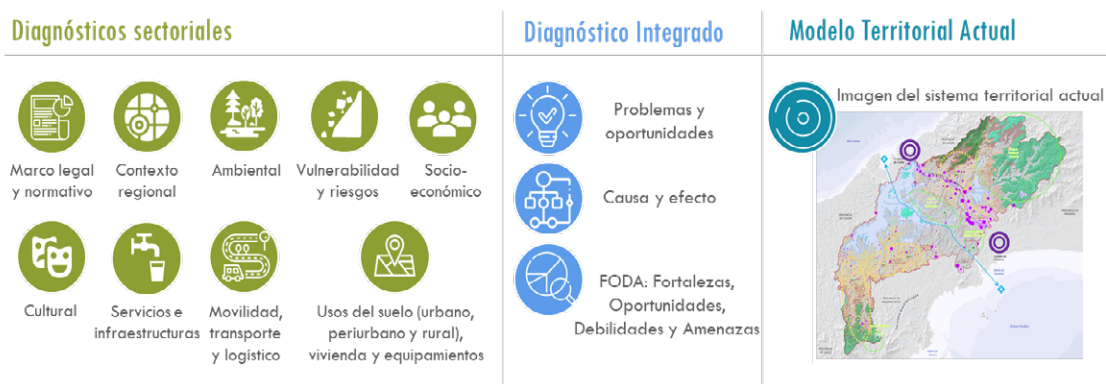 Diagnósticos sectoriales
Marco legal
y normativo
Contexto
regional
Ambiental
Vulnerabilidad
y riesgos
Socio-
económico
Cultural
Servicios e
infraestructuras
Movilidad,
transporte
y logístico
Usos del suelo (urbano,
periurbano y rural),
vivienda y equipamientos
Diagnóstico Integrado
Problemas y
oportunidades
Causa y efecto
FODA: Fortalezas,
Oportunidades,
Debilidades y Amenazas
Modelo Territorial Actual
Imagen del sistema territorial actual